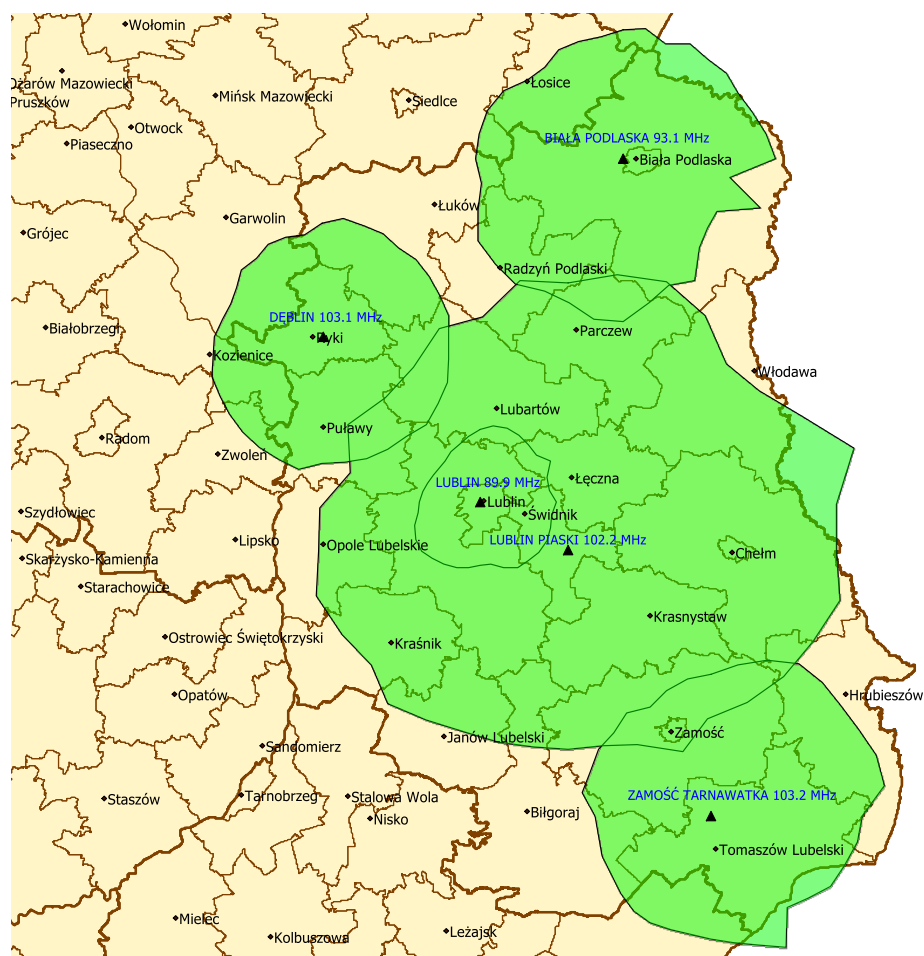 Wołomin
Ożarów Mazowiecki
Pruszków
Mińsk Mazowiecki
Siedlce
Łosice
Otwock
Piaseczno
BIAŁA PODLASKA 93.1 MHz
Biała Podlaska
Łuków
Garwolin
Grójec
Radzyń Podlaski
DĘBLIN 103.1 MHz
Białobrzegi
Ryki
Parczew
Kozienice
Włodawa
Lubartów
Puławy
Radom
Zwoleń
Łęczna
LUBLIN 89.9 MHz
Lublin
Szydłowiec
Świdnik
Lipsko
Opole Lubelskie
LUBLIN PIASKI 102.2 MHz
Chełm
Skarżysko-Kamienna
Starachowice
Krasnystaw
Ostrowiec Świętokrzyski
Kraśnik
Opatów
Hrubieszów
Zamość
Janów Lubelski
Sandomierz
Staszów
Tarnobrzeg
Stalowa Wola
ZAMOŚĆ TARNAWATKA 103.2 MHz
Nisko
Biłgoraj
Tomaszów Lubelski
Mielec
Kolbuszowa
Leżajsk